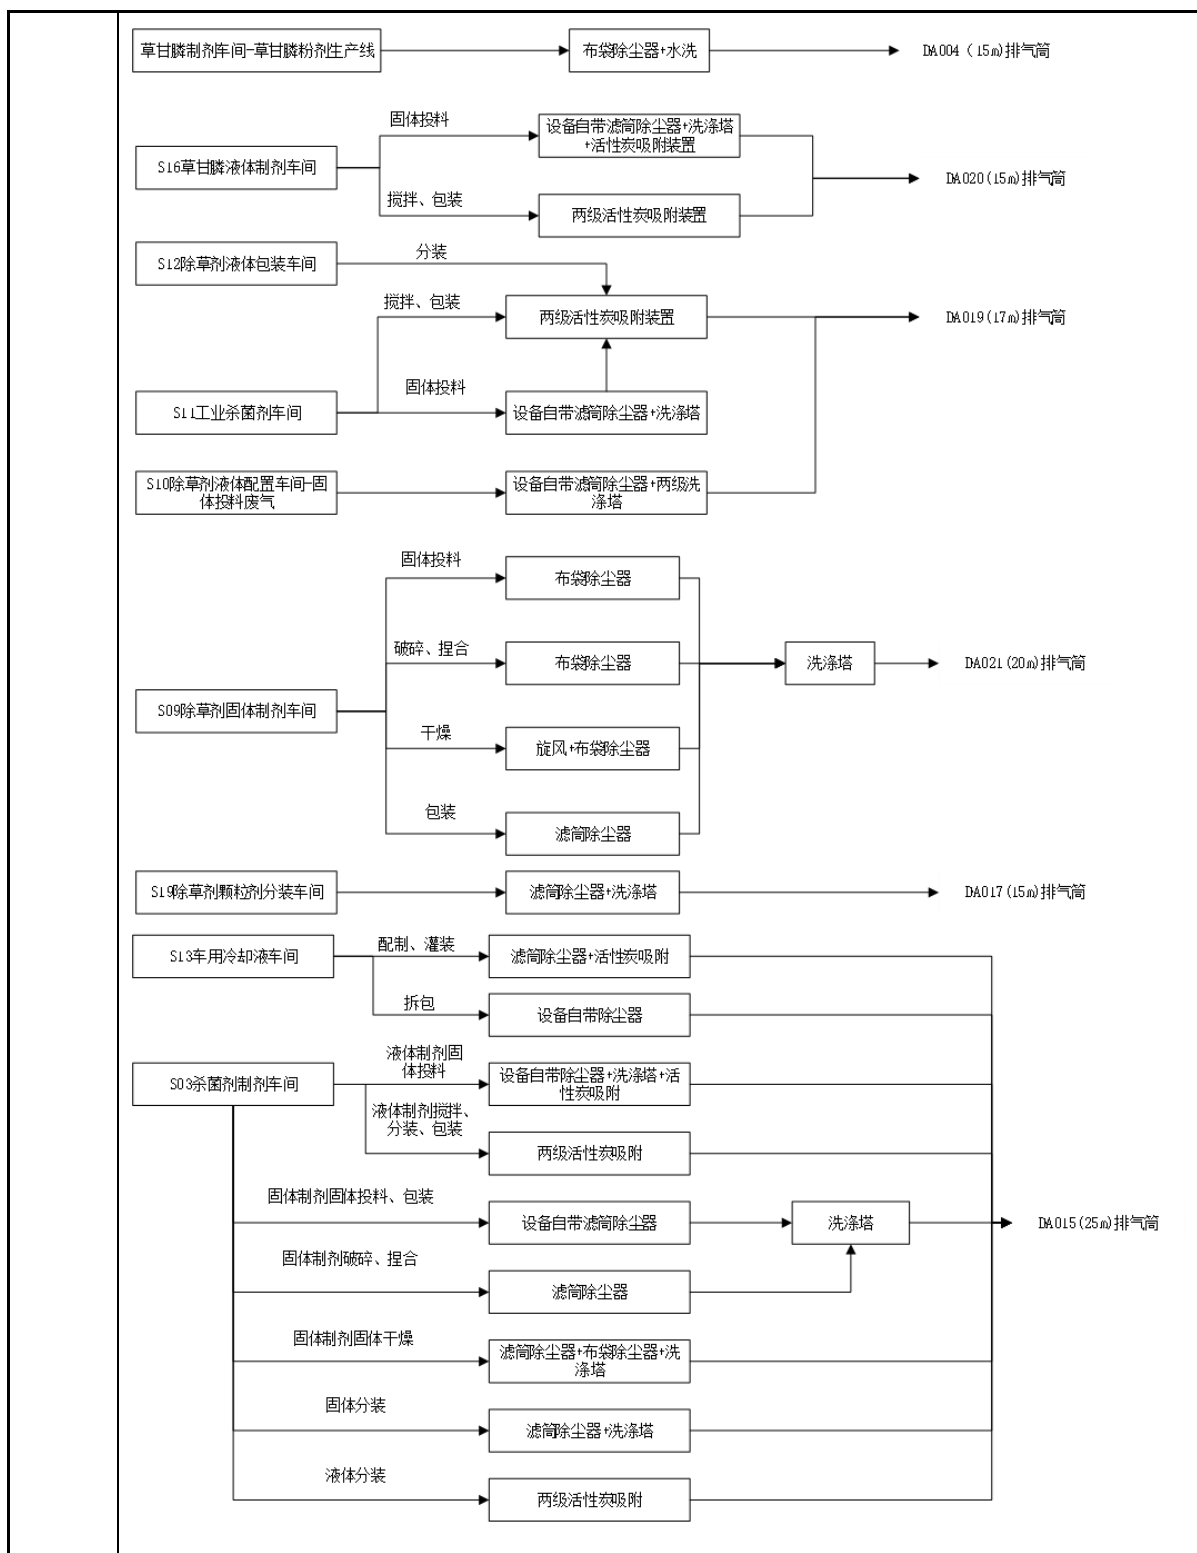 草甘膦制剂车间-草甘膦粉剂生产线
布袋除尘器+水洗
DA004（15m）排气筒
固体投料
设备自带滤筒除尘器+洗涤塔
+活性炭吸附装置
S16草甘膦液体制剂车间
DA020(15m)排气筒
搅拌、包装
两级活性炭吸附装置
S12除草剂液体包装车间
分装
搅拌、包装
两级活性炭吸附装置
DA019(17m)排气筒
固体投料
S11工业杀菌剂车间
设备自带滤筒除尘器+洗涤塔
S10除草剂液体配置车间-固
体投料废气
设备自带滤筒除尘器+两级洗
涤塔
固体投料
布袋除尘器
破碎、捏合
布袋除尘器
洗涤塔
DA021(20m)排气筒
S09除草剂固体制剂车间
干燥
旋风+布袋除尘器
包装
滤筒除尘器
S19除草剂颗粒剂分装车间
滤筒除尘器+洗涤塔
DA017(15m)排气筒
S13车用冷却液车间
配制、灌装
滤筒除尘器+活性炭吸附
拆包
设备自带除尘器
S03杀菌剂制剂车间
液体制剂固
体投料
设备自带除尘器+洗涤塔+活
性炭吸附
液体制剂搅拌、
分装、包装
两级活性炭吸附
固体制剂固体投料、包装
设备自带滤筒除尘器
洗涤塔
DA015(25m)排气筒
固体制剂破碎、捏合
滤筒除尘器
固体制剂固体干燥
滤筒除尘器+布袋除尘器+洗
涤塔
固体分装
滤筒除尘器+洗涤塔
液体分装
两级活性炭吸附